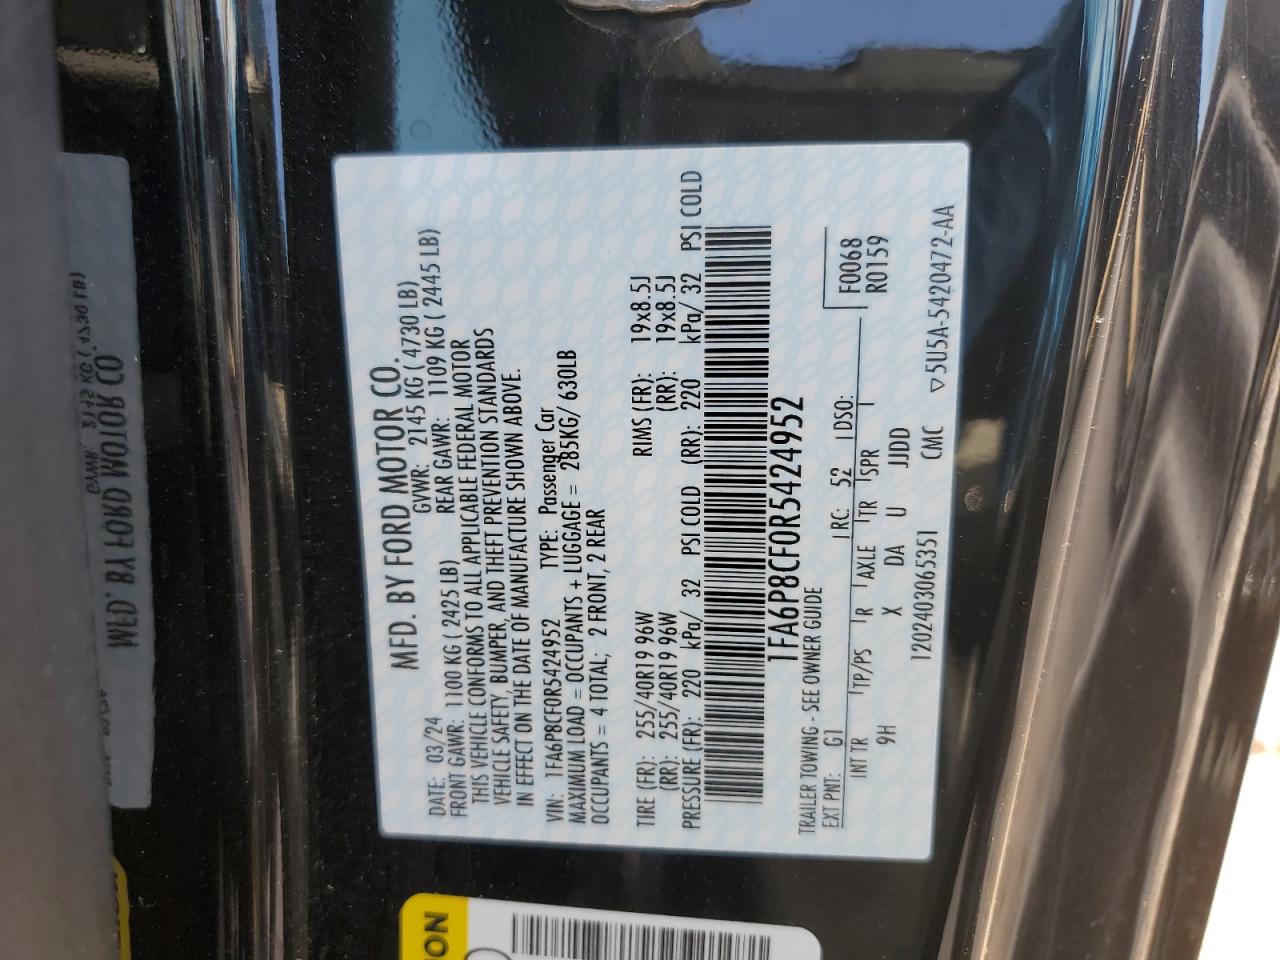 MFD. BY FORD MOTOR CO.
DATE: 03/24 GVWR: 2145 KG ( 4730 LB)
FRONT GAWR: 1100 KG ( 2425 LB) REAR GAWR: 1109 KG ( 2445 LB)
THIS VEHICLE CONFORMS TO ALL APPLICABLE FEDERAL MOTOR
VEHICLE SAFETY, BUMPER, AND THEFT PREVENTION STANDARDS
IN EFFECT ON THE DATE OF MANUFACTURE SHOWN ABOVE.
VIN: 1FA6P8CF0R5424952 TYPE: Passenger Car
MAXIMUM LOAD = OCCUPANTS + LUGGAGE = 285KG/ 630LB
OCCUPANTS = 4 TOTAL; 2 FRONT, 2 REAR
TIRE (FR): 255/40R19 96W RIMS (FR): 19x8.5J
(RR): 255/40R19 96W (RR): 19x8.5J
PRESSURE (FR): 220 kPa/ 32 PSI COLD (RR): 220 kPa/ 32 PSI COLD
1FA6P8CF0R5424952
TRAILER TOWING - SEE OWNER GUIDE
EXT PNT: G1 RC: 52 DSO: F0068
INT TR TP/PS R AXLE TR SPR R0159
9H X DA U JJDD
1202403065351 CMC ▽5U5A-5420472-AA
ON
MFD. BY FORD MOTOR CO.